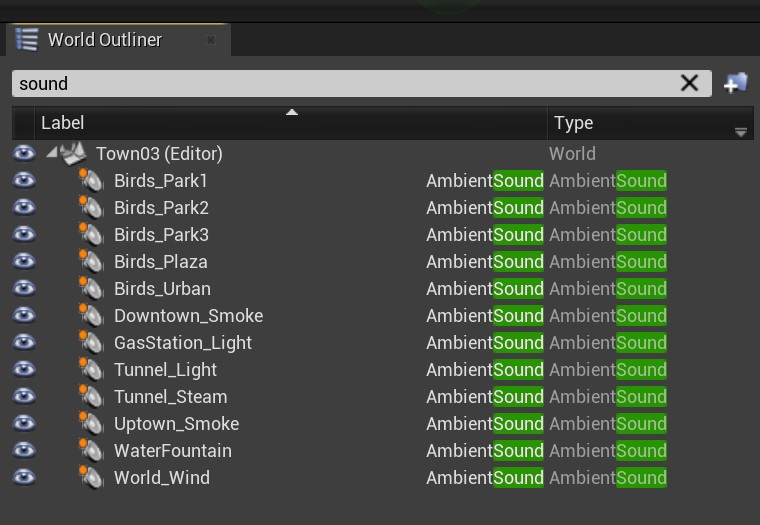 World Outliner
sound
Label Type
Town03 (Editor) World
Birds_Park1 AmbientSound AmbientSound
Birds_Park2 AmbientSound AmbientSound
Birds_Park3 AmbientSound AmbientSound
Birds_Plaza AmbientSound AmbientSound
Birds_Urban AmbientSound AmbientSound
Downtown_Smoke AmbientSound AmbientSound
GasStation_Light AmbientSound AmbientSound
Tunnel_Light AmbientSound AmbientSound
Tunnel_Steam AmbientSound AmbientSound
Uptown_Smoke AmbientSound AmbientSound
WaterFountain AmbientSound AmbientSound
World_Wind AmbientSound AmbientSound